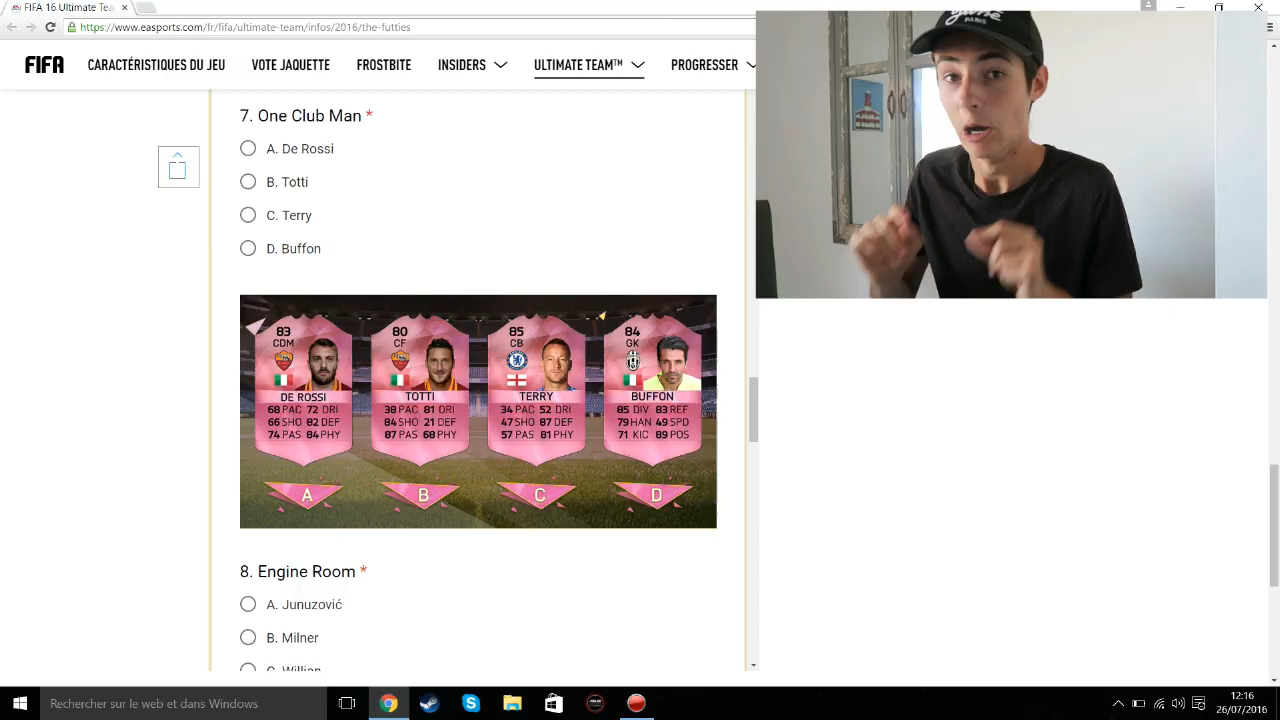 FIFA 16 Ultimate Tea
https://www.easports.com/fr/fifa/ultimate-team/infos/2016/the-futties
FIFA CARACTÉRISTIQUES DU JEU VOTE JAQUETTE FROSTBITE INSIDERS ULTIMATE TEAM™ PROGRESSER
PARIS
7. One Club Man *
A. De Rossi
B. Totti
C. Terry
D. Buffon
83 CDM
80 CF
85 CB
84 GK
DE ROSSI TOTTI TERRY BUFFON
68 PAC 72 DRI 38 PAC 81 DRI 34 PAC 52 DRI 85 DIV 83 REF
66 SHO 82 DEF 84 SHO 21 DEF 47 SHO 87 DEF 79 HAN 49 SPD
74 PAS 84 PHY 87 PAS 68 PHY 57 PAS 81 PHY 71 KIC 89 POS
A B C D
8. Engine Room *
A. Junuzović
B. Milner
C. Willian
Rechercher sur le web et dans Windows
12:16
26/07/2016